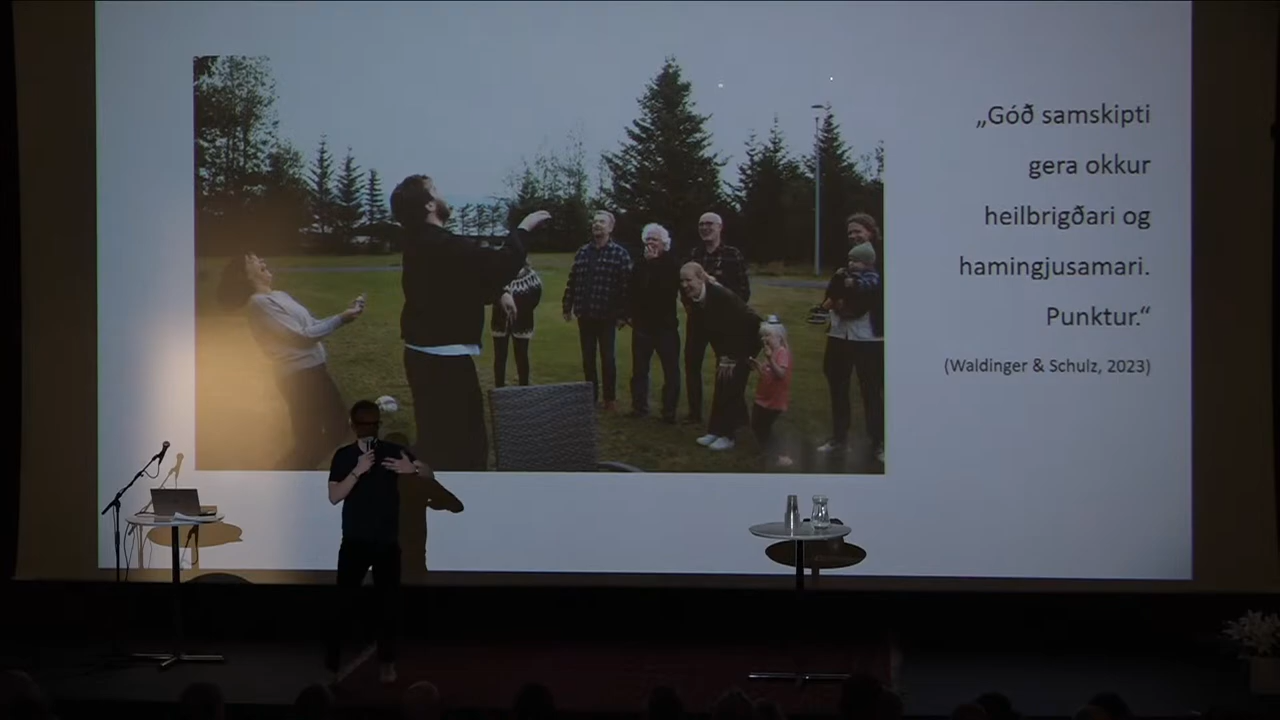 „Góð samskipti
gera okkur
heilbrigðari og
hamingjusamari.
Punktur.“
(Waldinger & Schulz, 2023)